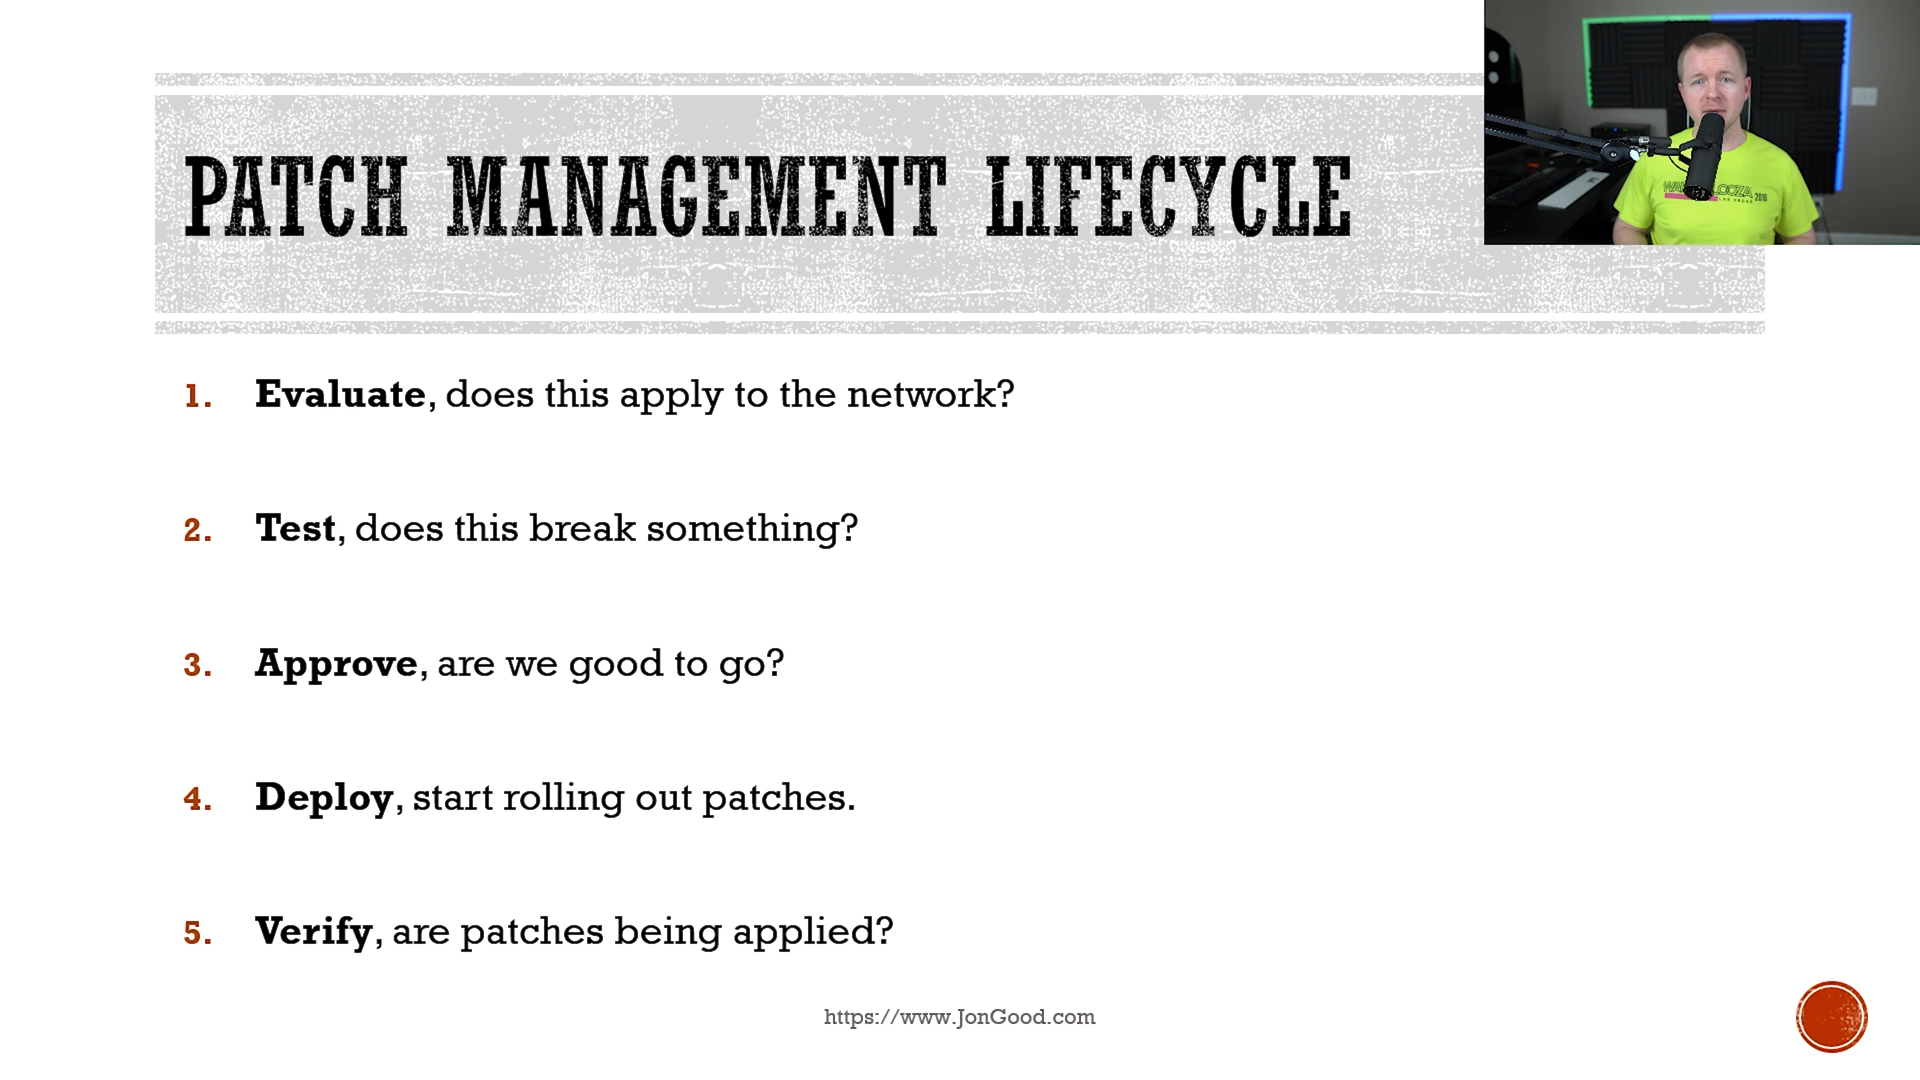 PATCH MANAGEMENT LIFECYCLE
1. Evaluate, does this apply to the network?
2. Test, does this break something?
3. Approve, are we good to go?
4. Deploy, start rolling out patches.
5. Verify, are patches being applied?
https://www.JonGood.com